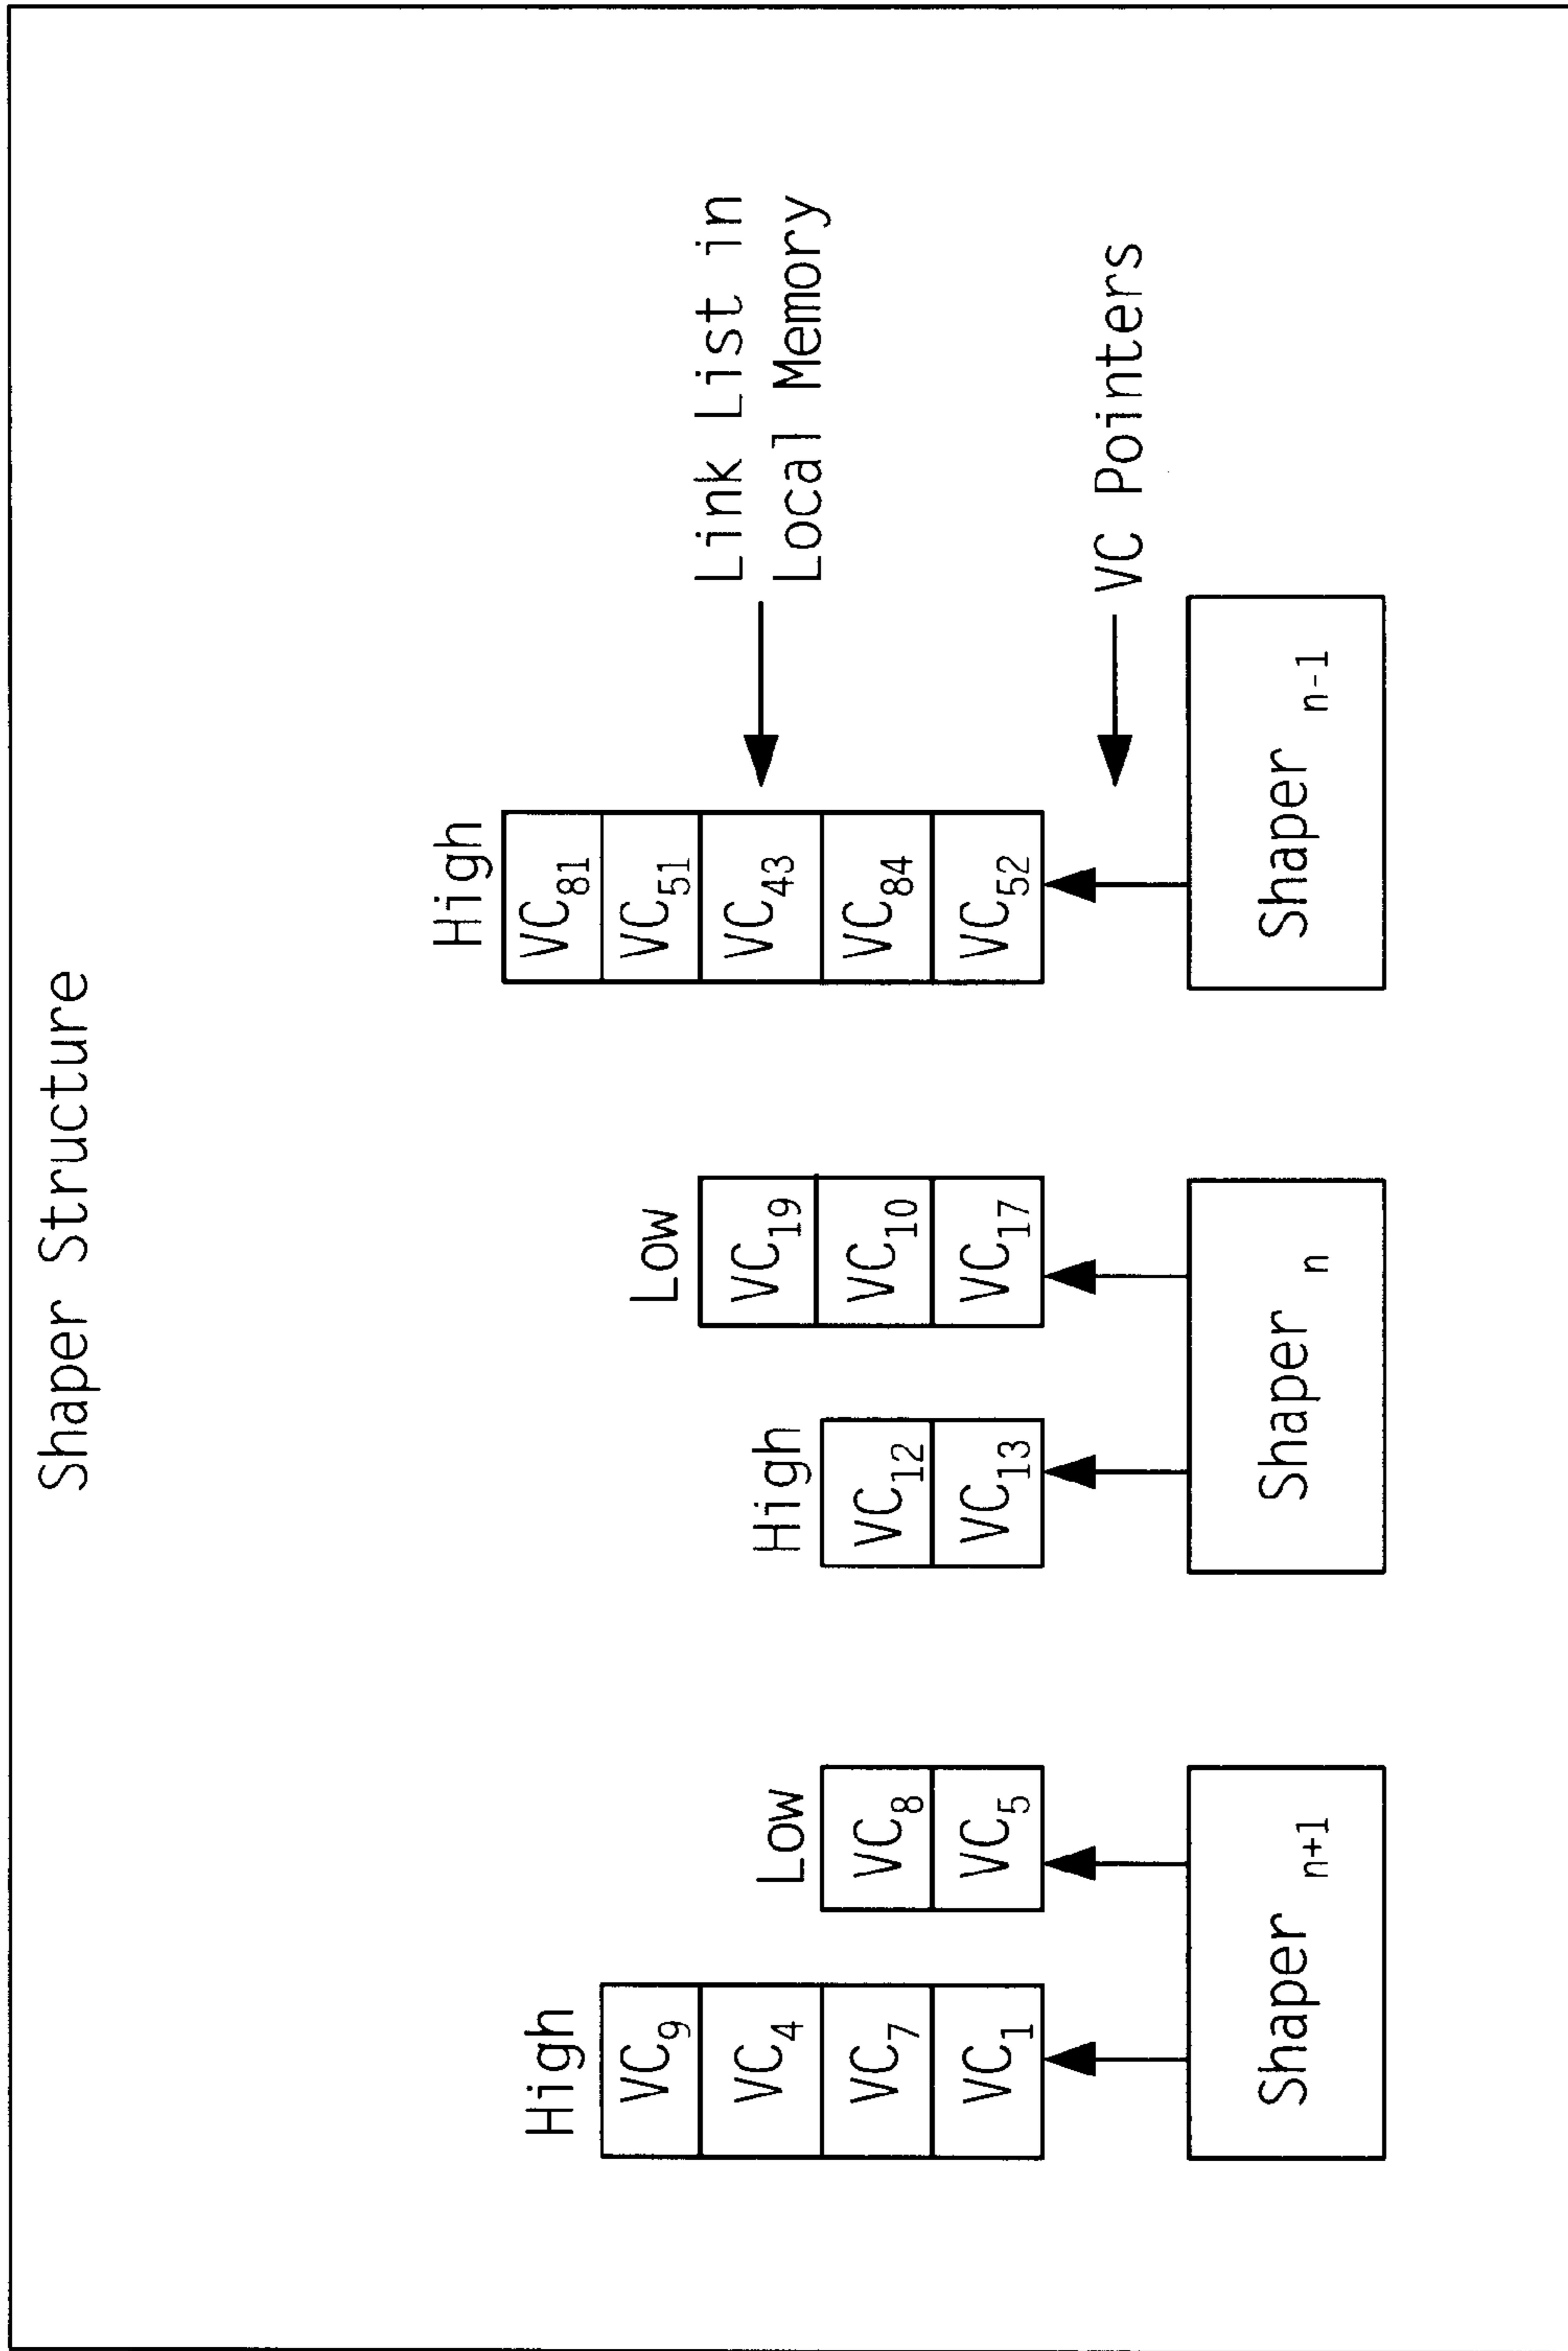 Shaper Structure
High
VC9
VC4
VC7
VC1
Low
VC8
VC5
Shaper n+1
High
VC12
VC13
Low
VC19
VC10
VC17
Shaper n
High
VC81
VC51
VC43
VC84
VC52
Shaper n-1
Link List in
Local Memory
VC Pointers